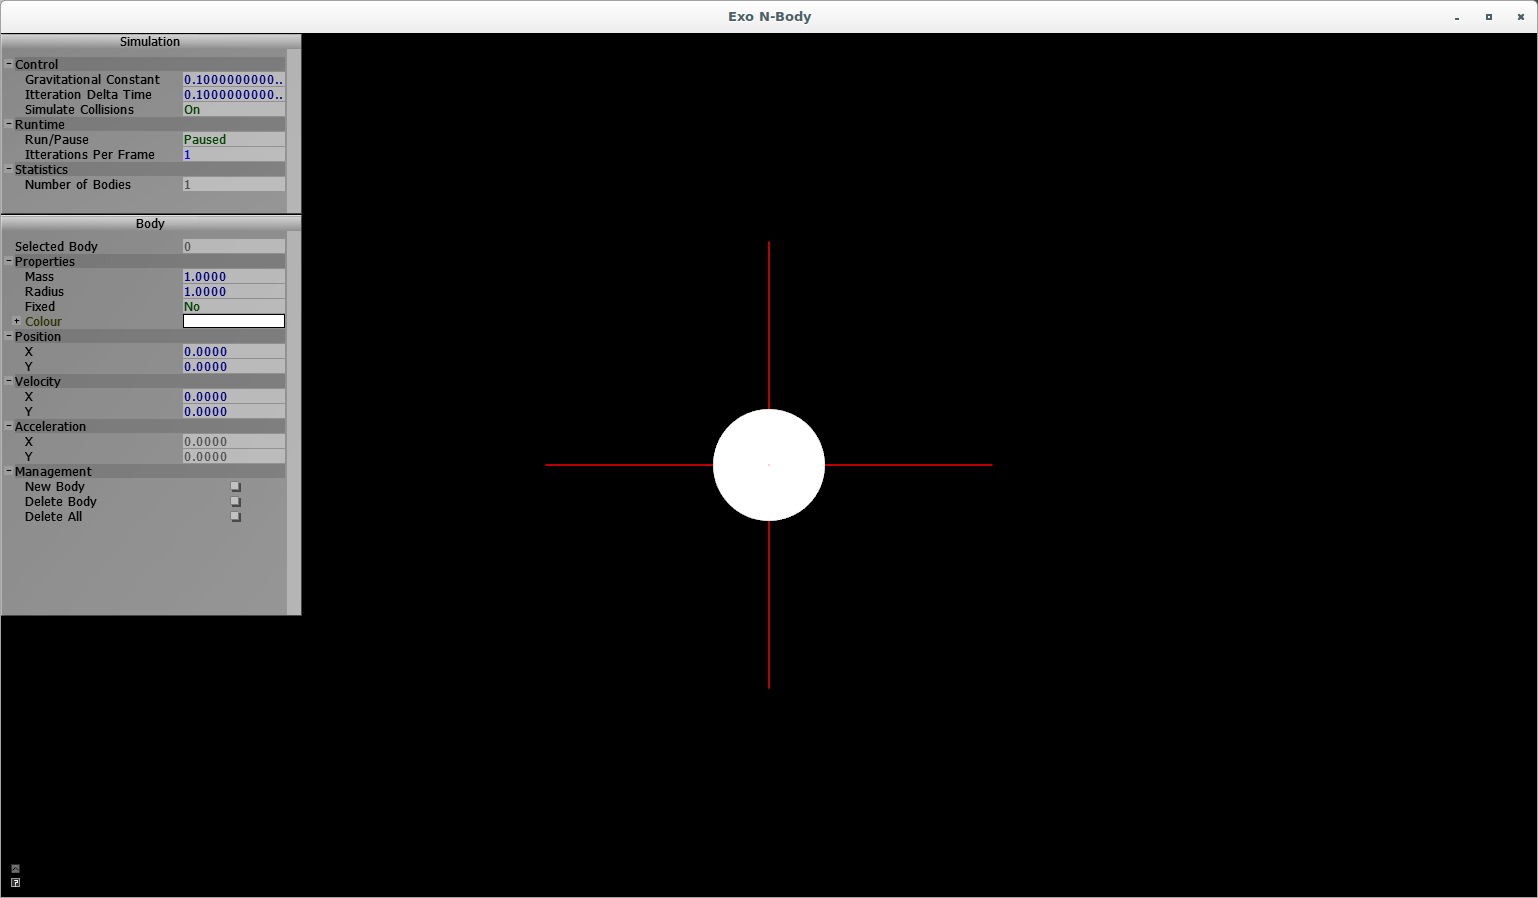 Exo N-Body
Simulation
Control
Gravitational Constant 0.1000000000..
Itteration Delta Time 0.1000000000..
Simulate Collisions On
Runtime
Run/Pause Paused
Itterations Per Frame 1
Statistics
Number of Bodies 1
Body
Selected Body 0
Properties
Mass 1.0000
Radius 1.0000
Fixed No
Colour
Position
X 0.0000
Y 0.0000
Velocity
X 0.0000
Y 0.0000
Acceleration
X 0.0000
Y 0.0000
Management
New Body
Delete Body
Delete All
?